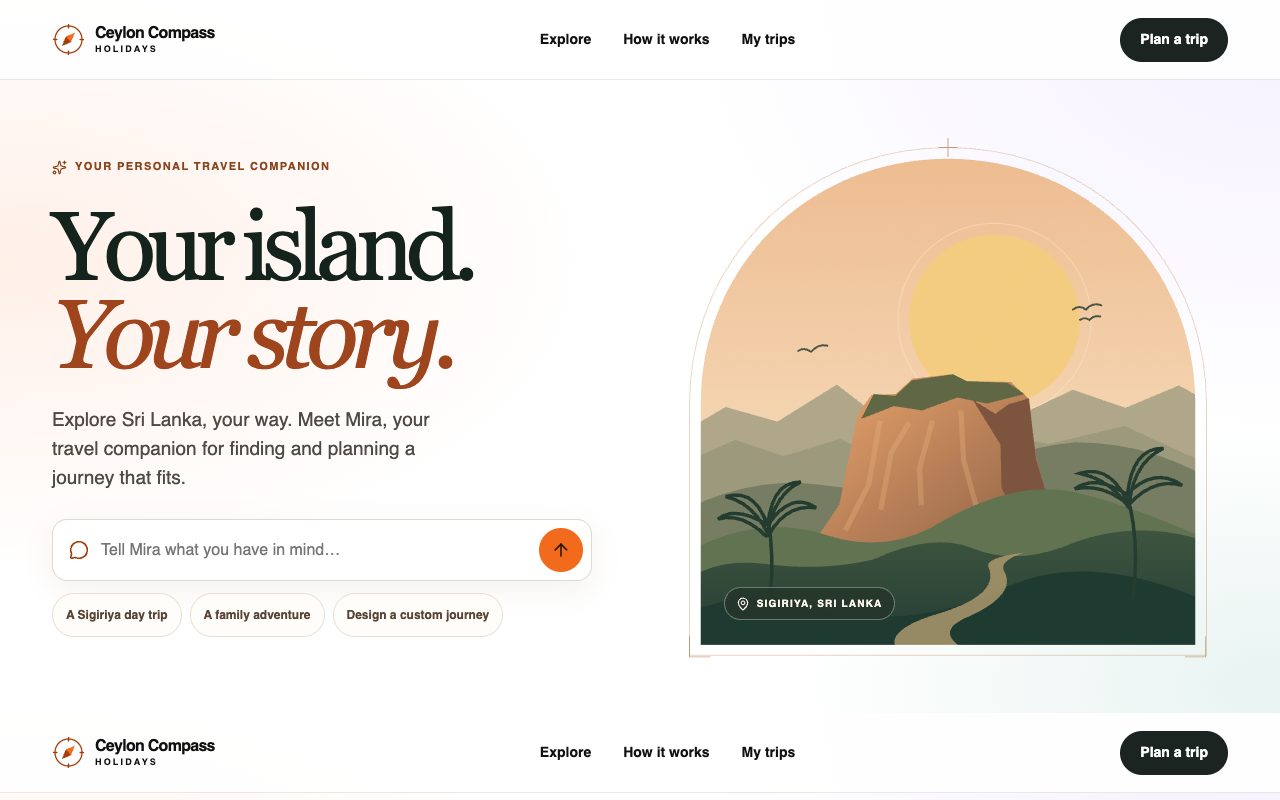 Ceylon Compass
HOLIDAYS
Explore
How it works
My trips
Plan a trip
YOUR PERSONAL TRAVEL COMPANION
Your island.
Your story.
Explore Sri Lanka, your way. Meet Mira, your
travel companion for finding and planning a
journey that fits.
Tell Mira what you have in mind…
A Sigiriya day trip
A family adventure
Design a custom journey
SIGIRIYA, SRI LANKA
Ceylon Compass
HOLIDAYS
Explore
How it works
My trips
Plan a trip